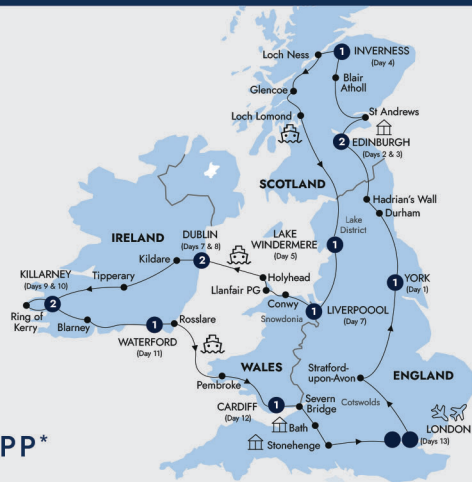 Loch Ness
1
INVERNESS
(Day 4)
Blair
Atholl
Glencoe
Loch Lomond
St Andrews
2
EDINBURGH
(Days 2 & 3)
SCOTLAND
Hadrian's Wall
Durham
Lake
District
IRELAND
DUBLIN
(Days 7 & 8)
2
LAKE
WINDERMERE
(Day 5)
1
Kildare
Holyhead
1
YORK
(Day 1)
KILLARNEY
(Days 9 & 10)
2
Tipperary
Llanfair PG
Conwy
Snowdonia
1
LIVERPOOOL
(Day 7)
Ring of
Kerry
Blarney
1
WATERFORD
(Day 11)
Rosslare
WALES
Stratford-
upon-Avon
ENGLAND
Pembroke
CARDIFF
(Day 12)
1
Severn
Bridge
Cotswolds
LONDON
(Days 13)
Bath
Stonehenge
PP*